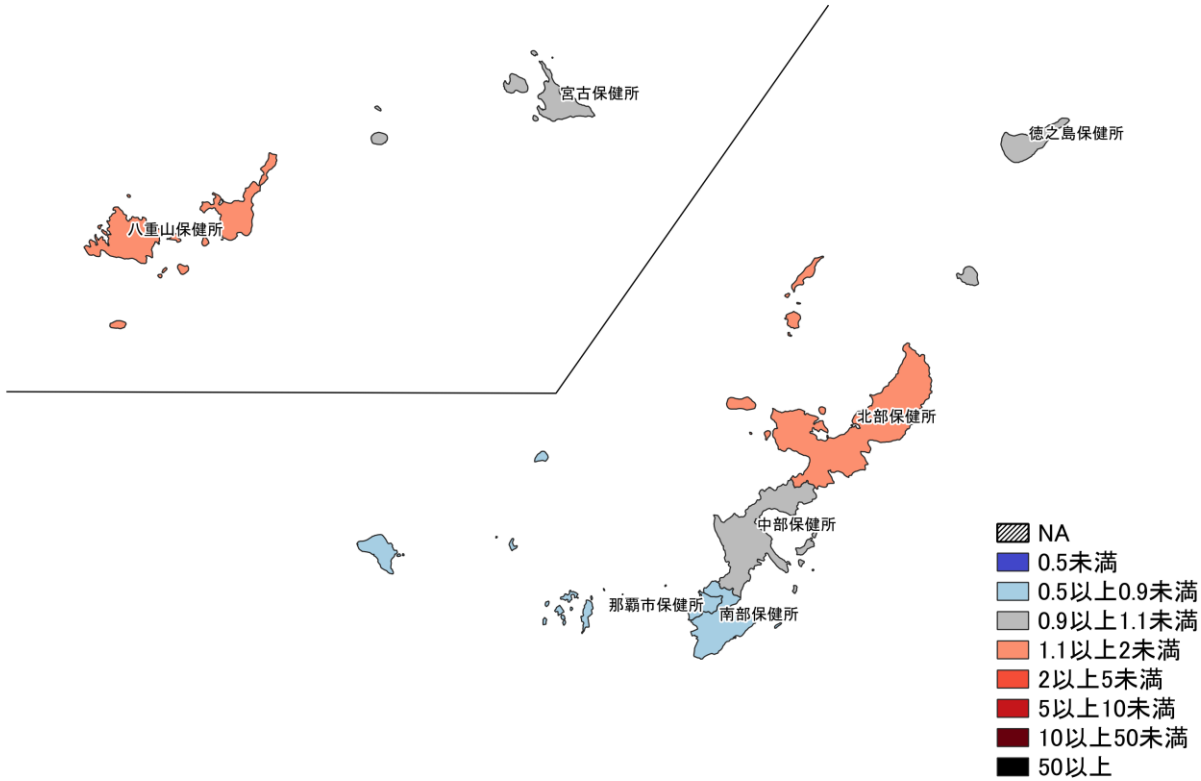 宮古保健所
徳之島保健所
八重山保健所
北部保健所
中部保健所
那覇市保健所
南部保健所
NA
0.5未満
0.5以上0.9未満
0.9以上1.1未満
1.1以上2未満
2以上5未満
5以上10未満
10以上50未満
50以上